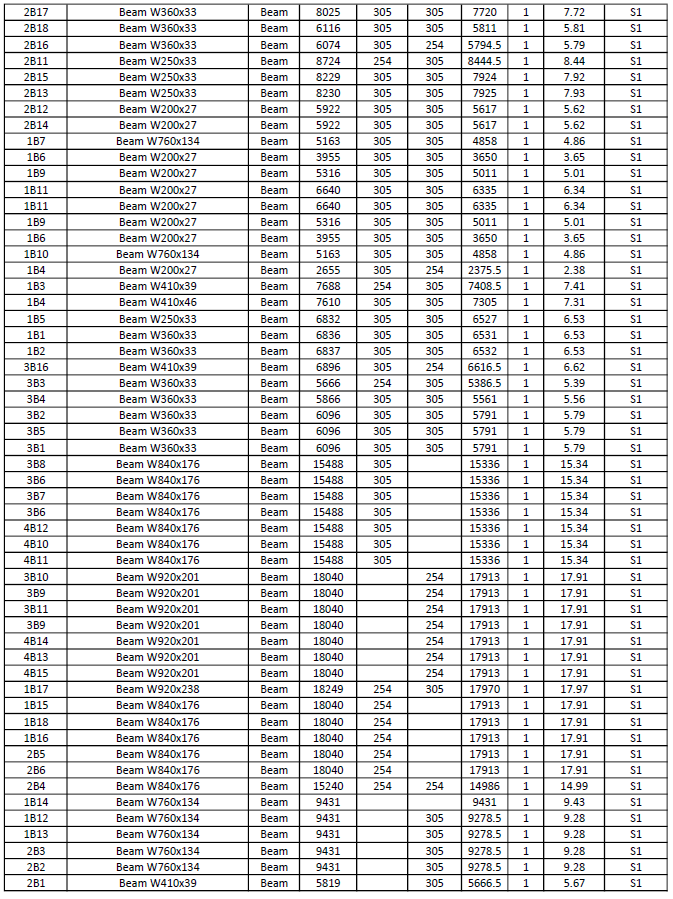 2B17 Beam W360x33 Beam 8025 305 305 7720 1 7.72 S1
2B18 Beam W360x33 Beam 6116 305 305 5811 1 5.81 S1
2B16 Beam W360x33 Beam 6074 305 254 5794.5 1 5.79 S1
2B11 Beam W250x33 Beam 8724 254 305 8444.5 1 8.44 S1
2B15 Beam W250x33 Beam 8229 305 305 7924 1 7.92 S1
2B13 Beam W250x33 Beam 8230 305 305 7925 1 7.93 S1
2B12 Beam W200x27 Beam 5922 305 305 5617 1 5.62 S1
2B14 Beam W200x27 Beam 5922 305 305 5617 1 5.62 S1
1B7 Beam W760x134 Beam 5163 305 305 4858 1 4.86 S1
1B6 Beam W200x27 Beam 3955 305 305 3650 1 3.65 S1
1B9 Beam W200x27 Beam 5316 305 305 5011 1 5.01 S1
1B11 Beam W200x27 Beam 6640 305 305 6335 1 6.34 S1
1B11 Beam W200x27 Beam 6640 305 305 6335 1 6.34 S1
1B9 Beam W200x27 Beam 5316 305 305 5011 1 5.01 S1
1B6 Beam W200x27 Beam 3955 305 305 3650 1 3.65 S1
1B10 Beam W760x134 Beam 5163 305 305 4858 1 4.86 S1
1B4 Beam W200x27 Beam 2655 305 254 2375.5 1 2.38 S1
1B3 Beam W410x39 Beam 7688 254 305 7408.5 1 7.41 S1
1B4 Beam W410x46 Beam 7610 305 305 7305 1 7.31 S1
1B5 Beam W250x33 Beam 6832 305 305 6527 1 6.53 S1
1B1 Beam W360x33 Beam 6836 305 305 6531 1 6.53 S1
1B2 Beam W360x33 Beam 6837 305 305 6532 1 6.53 S1
3B16 Beam W410x39 Beam 6896 305 254 6616.5 1 6.62 S1
3B3 Beam W360x33 Beam 5666 254 305 5386.5 1 5.39 S1
3B4 Beam W360x33 Beam 5866 305 305 5561 1 5.56 S1
3B2 Beam W360x33 Beam 6096 305 305 5791 1 5.79 S1
3B5 Beam W360x33 Beam 6096 305 305 5791 1 5.79 S1
3B1 Beam W360x33 Beam 6096 305 305 5791 1 5.79 S1
3B8 Beam W840x176 Beam 15488 305 15336 1 15.34 S1
3B6 Beam W840x176 Beam 15488 305 15336 1 15.34 S1
3B7 Beam W840x176 Beam 15488 305 15336 1 15.34 S1
3B6 Beam W840x176 Beam 15488 305 15336 1 15.34 S1
4B12 Beam W840x176 Beam 15488 305 15336 1 15.34 S1
4B10 Beam W840x176 Beam 15488 305 15336 1 15.34 S1
4B11 Beam W840x176 Beam 15488 305 15336 1 15.34 S1
3B10 Beam W920x201 Beam 18040 254 17913 1 17.91 S1
3B9 Beam W920x201 Beam 18040 254 17913 1 17.91 S1
3B11 Beam W920x201 Beam 18040 254 17913 1 17.91 S1
3B9 Beam W920x201 Beam 18040 254 17913 1 17.91 S1
4B14 Beam W920x201 Beam 18040 254 17913 1 17.91 S1
4B13 Beam W920x201 Beam 18040 254 17913 1 17.91 S1
4B15 Beam W920x201 Beam 18040 254 17913 1 17.91 S1
1B17 Beam W920x238 Beam 18249 254 305 17970 1 17.97 S1
1B15 Beam W840x176 Beam 18040 254 17913 1 17.91 S1
1B18 Beam W840x176 Beam 18040 254 17913 1 17.91 S1
1B16 Beam W840x176 Beam 18040 254 17913 1 17.91 S1
2B5 Beam W840x176 Beam 18040 254 17913 1 17.91 S1
2B6 Beam W840x176 Beam 18040 254 17913 1 17.91 S1
2B4 Beam W840x176 Beam 15240 254 254 14986 1 14.99 S1
1B14 Beam W760x134 Beam 9431 9431 1 9.43 S1
1B12 Beam W760x134 Beam 9431 305 9278.5 1 9.28 S1
1B13 Beam W760x134 Beam 9431 305 9278.5 1 9.28 S1
2B3 Beam W760x134 Beam 9431 305 9278.5 1 9.28 S1
2B2 Beam W760x134 Beam 9431 305 9278.5 1 9.28 S1
2B1 Beam W410x39 Beam 5819 305 5666.5 1 5.67 S1